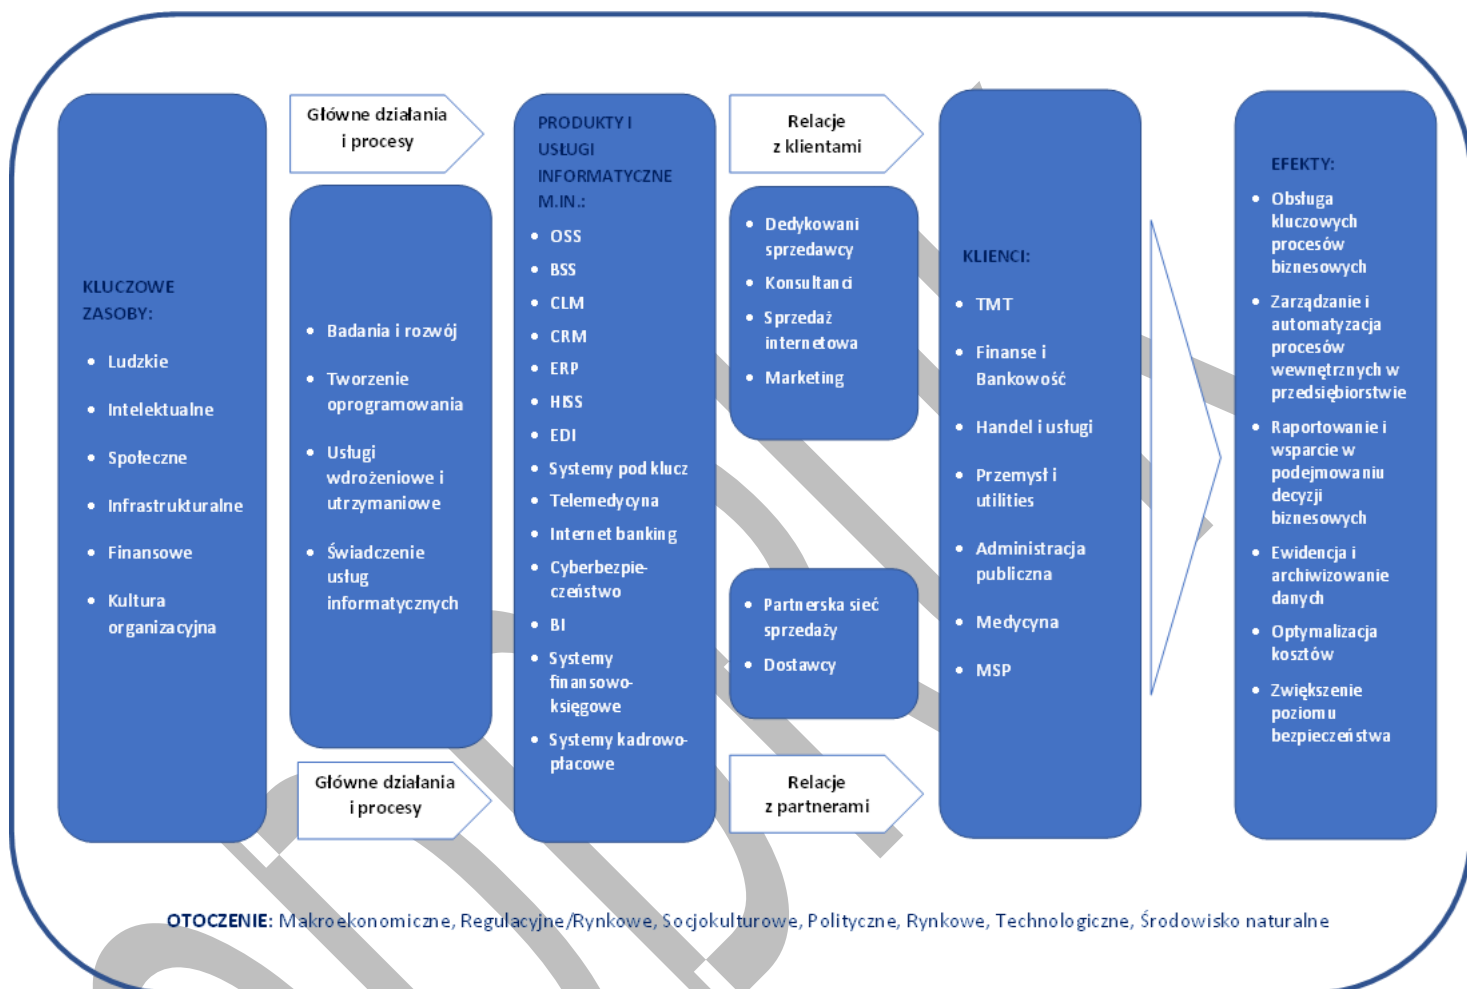 KLUCZOWE
ZASOBY:
• Ludzkie
• Intelektualne
• Społeczne
• Infrastrukturalne
• Finansowe
• Kultura
organizacyjna
Główne działania
i procesy
• Badania i rozwój
• Tworzenie
oprogramowania
• Usługi
wdrożeniowe i
utrzymaniowe
• Świadczenie
usług
informatycznych
Główne działania
i procesy
PRODUKTY I
USŁUGI
INFORMATYCZNE
M.IN.:
• OSS
• BSS
• CLM
• CRM
• ERP
• HISS
• EDI
• Systemy pod klucz
• Telemedycyna
• Internet banking
• Cyberbezpie-
czeństwo
• BI
• Systemy
finansowo-
księgowe
• Systemy kadrowo-
płacowe
Relacje
z klientami
• Dedykowani
sprzedawcy
• Konsultanci
• Sprzedaż
internetowa
• Marketing
• Partnerska sieć
sprzedaży
• Dostawcy
Relacje
z partnerami
KLIENCI:
• TMT
• Finanse i
Bankowość
• Handel i usługi
• Przemysł i
utilities
• Administracja
publiczna
• Medycyna
• MSP
EFEKTY:
• Obsługa
kluczowych
procesów
biznesowych
• Zarządzanie i
automatyzacja
procesów
wewnętrznych w
przedsiębiorstwie
• Raportowanie i
wsparcie w
podejmowaniu
decyzji
biznesowych
• Ewidencja i
archiwizowanie
danych
• Optymalizacja
kosztów
• Zwiększenie
poziomu
bezpieczeństwa
OTOCZENIE: Makroekonomiczne, Regulacyjne/Rynkowe, Socjokulturowe, Polityczne, Rynkowe, Technologiczne, Środowisko naturalne